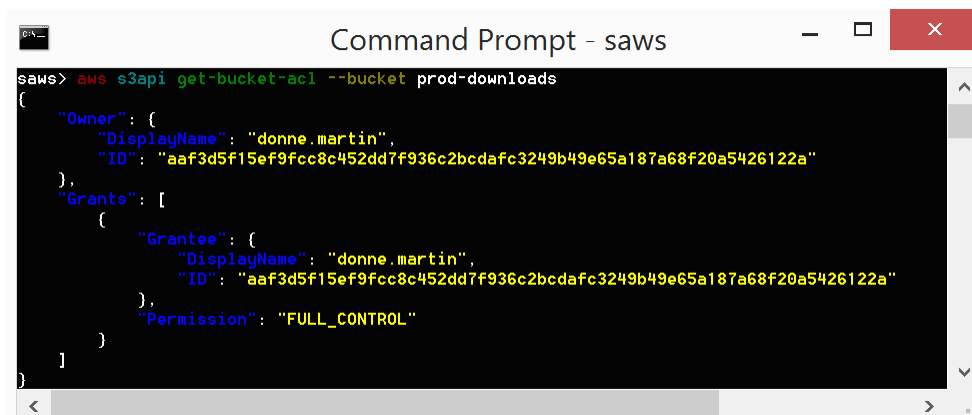 Command Prompt - saws
saws> aws s3api get-bucket-acl --bucket prod-downloads
{
    "Owner": {
        "DisplayName": "donne.martin",
        "ID": "aaf3d5f15ef9fcc8c452dd7f936c2bcdafc3249b49e65a187a68f20a5426122a"
    },
    "Grants": [
        {
            "Grantee": {
                "DisplayName": "donne.martin",
                "ID": "aaf3d5f15ef9fcc8c452dd7f936c2bcdafc3249b49e65a187a68f20a5426122a"
            },
            "Permission": "FULL_CONTROL"
        }
    ]
}